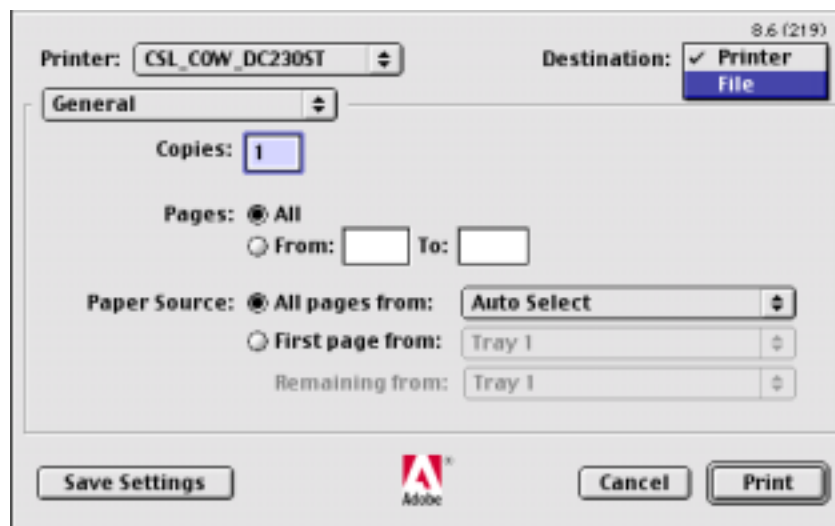 8.6 (219)
Printer: CSL_COW_DC230ST Destination: ✓ Printer
File
General
Copies: 1
Pages: All
From: To:
Paper Source: All pages from: Auto Select
First page from: Tray 1
Remaining from: Tray 1
Save Settings Adobe® Cancel Print